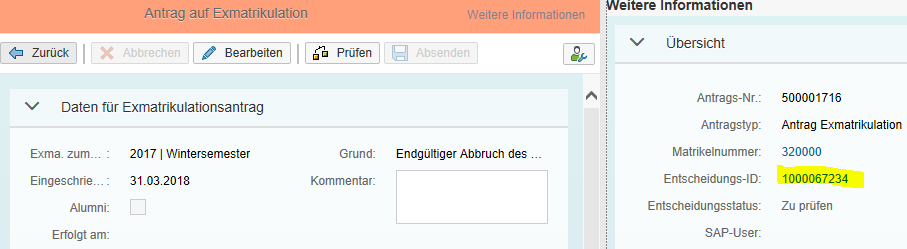 Antrag auf Exmatrikulation
Weitere Informationen
Zurück Abbrechen Bearbeiten Prüfen Absenden
Daten für Exmatrikulationsantrag
Exma. zum... : 2017 | Wintersemester Grund: Endgültiger Abbruch des ...
Eingeschrie... : 31.03.2018 Kommentar:
Alumni:
Erfolgt am:
Weitere Informationen
Übersicht
Antrags-Nr.: 500001716
Antragstyp: Antrag Exmatrikulation
Matrikelnummer: 320000
Entscheidungs-ID: 1000067234
Entscheidungsstatus: Zu prüfen
SAP-User: